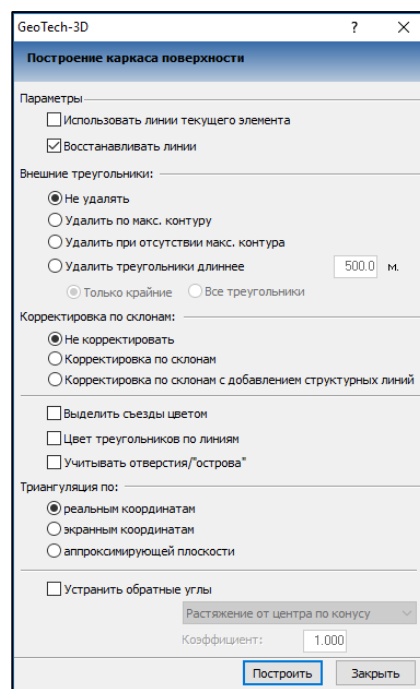 GeoTech-3D ? ×
Построение каркаса поверхности
Параметры
Использовать линии текущего элемента
Восстанавливать линии
Внешние треугольники:
Не удалять
Удалить по макс. контуру
Удалить при отсутствии макс. контура
Удалить треугольники длиннее 500.0 м.
Только крайние Все треугольники
Корректировка по склонам:
Не корректировать
Корректировка по склонам
Корректировка по склонам с добавлением структурных линий
Выделить съезды цветом
Цвет треугольников по линиям
Учитывать отверстия/"острова"
Триангуляция по:
реальным координатам
экранным координатам
аппроксимирующей плоскости
Устранить обратные углы
Растяжение от центра по конусу
Коэффициент: 1.000
Построить Закрыть